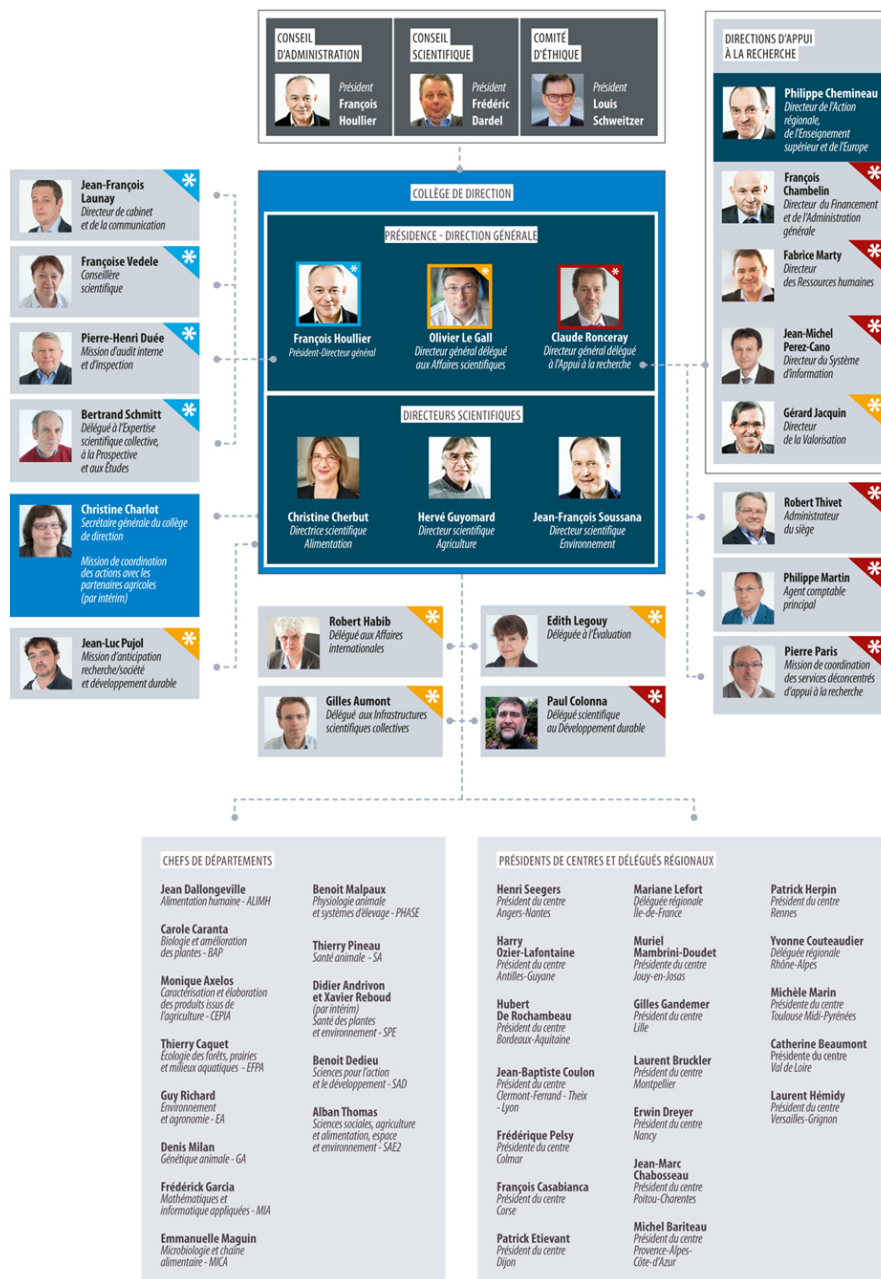 CONSEIL
D'ADMINISTRATION
Président
François
Houllier
CONSEIL
SCIENTIFIQUE
Président
Frédéric
Dardel
COMITÉ
D'ÉTHIQUE
Président
Louis
Schweitzer
DIRECTIONS D'APPUI
À LA RECHERCHE
Philippe Chemineau
Directeur de l'Action
régionale,
de l'Enseignement
supérieur et de l'Europe
François
Chambelin
Directeur du Financement
et de l'Administration
générale
Fabrice Marty
Directeur
des Ressources humaines
Jean-Michel
Perez-Cano
Directeur du Système
d'information
Gérard Jacquin
Directeur
de la Valorisation
Jean-François
Launay
Directeur de cabinet
et de la communication
Françoise Vedele
Conseillère
scientifique
Pierre-Henri Duée
Mission d'audit interne
et d'inspection
Bertrand Schmitt
Délégué à l'Expertise
scientifique collective,
à la Prospective
et aux Études
Christine Charlot
Secrétaire générale du collège
de direction
Mission de coordination
des actions avec les
partenaires agricoles
(par intérim)
Jean-Luc Pujol
Mission d'anticipation
recherche/société
et développement durable
COLLÈGE DE DIRECTION
PRÉSIDENCE - DIRECTION GÉNÉRALE
François Houllier
Président-Directeur général
Olivier Le Gall
Directeur général délégué
aux Affaires scientifiques
Claude Ronceray
Directeur général délégué
à l'Appui à la recherche
DIRECTEURS SCIENTIFIQUES
Christine Cherbut
Directrice scientifique
Alimentation
Hervé Guyomard
Directeur scientifique
Agriculture
Jean-François Soussana
Directeur scientifique
Environnement
Robert Thivet
Administrateur
du siège
Philippe Martin
Agent comptable
principal
Pierre Paris
Mission de coordination
des services déconcentrés
d'appui à la recherche
Robert Habib
Délégué aux Affaires
internationales
Edith Legouy
Déléguée à l'Évaluation
Gilles Aumont
Délégué aux Infrastructures
scientifiques collectives
Paul Colonna
Délégué scientifique
au Développement durable
CHEFS DE DÉPARTEMENTS
Jean Dallongeville
Alimentation humaine - ALIMH
Carole Caranta
Biologie et amélioration
des plantes - BAP
Monique Axelos
Caractérisation et élaboration
des produits issus de
l'agriculture - CEPIA
Thierry Caquet
Écologie des forêts, prairies
et milieux aquatiques - EFPA
Guy Richard
Environnement
et agronomie - EA
Denis Milan
Génétique animale - GA
Frédérick Garcia
Mathématiques et
informatique appliquées - MIA
Emmanuelle Maguin
Microbiologie et chaîne
alimentaire - MICA
Benoit Malpaux
Physiologie animale
et systèmes d'élevage - PHASE
Thierry Pineau
Santé animale - SA
Didier Andrivon
et Xavier Reboud
(par intérim)
Santé des plantes
et environnement - SPE
Benoit Dedieu
Sciences pour l'action
et le développement - SAD
Alban Thomas
Sciences sociales, agriculture
et alimentation, espace
et environnement - SAE2
PRÉSIDENTS DE CENTRES ET DÉLÉGUÉS RÉGIONAUX
Henri Seegers
Président du centre
Angers-Nantes
Harry
Ozier-Lafontaine
Président du centre
Antilles-Guyane
Hubert
De Rochambeau
Président du centre
Bordeaux-Aquitaine
Jean-Baptiste Coulon
Président du centre
Clermont-Ferrand - Theix
- Lyon
Frédérique Pelsy
Présidente du centre
Colmar
François Casabianca
Président du centre
Corse
Patrick Etievant
Président du centre
Dijon
Mariane Lefort
Déléguée régionale
Île-de-France
Muriel
Mambrini-Doudet
Présidente du centre
Jouy-en-Josas
Gilles Gandemer
Président du centre
Lille
Laurent Bruckler
Président du centre
Montpellier
Erwin Dreyer
Président du centre
Nancy
Jean-Marc
Chabosseau
Président du centre
Poitou-Charentes
Michel Bariteau
Président du centre
Provence-Alpes-
Côte-d'Azur
Patrick Herpin
Président du centre
Rennes
Yvonne Couteaudier
Déléguée régionale
Rhône-Alpes
Michèle Marin
Présidente du centre
Toulouse Midi-Pyrénées
Catherine Beaumont
Présidente du centre
Val de Loire
Laurent Hémidy
Président du centre
Versailles-Grignon